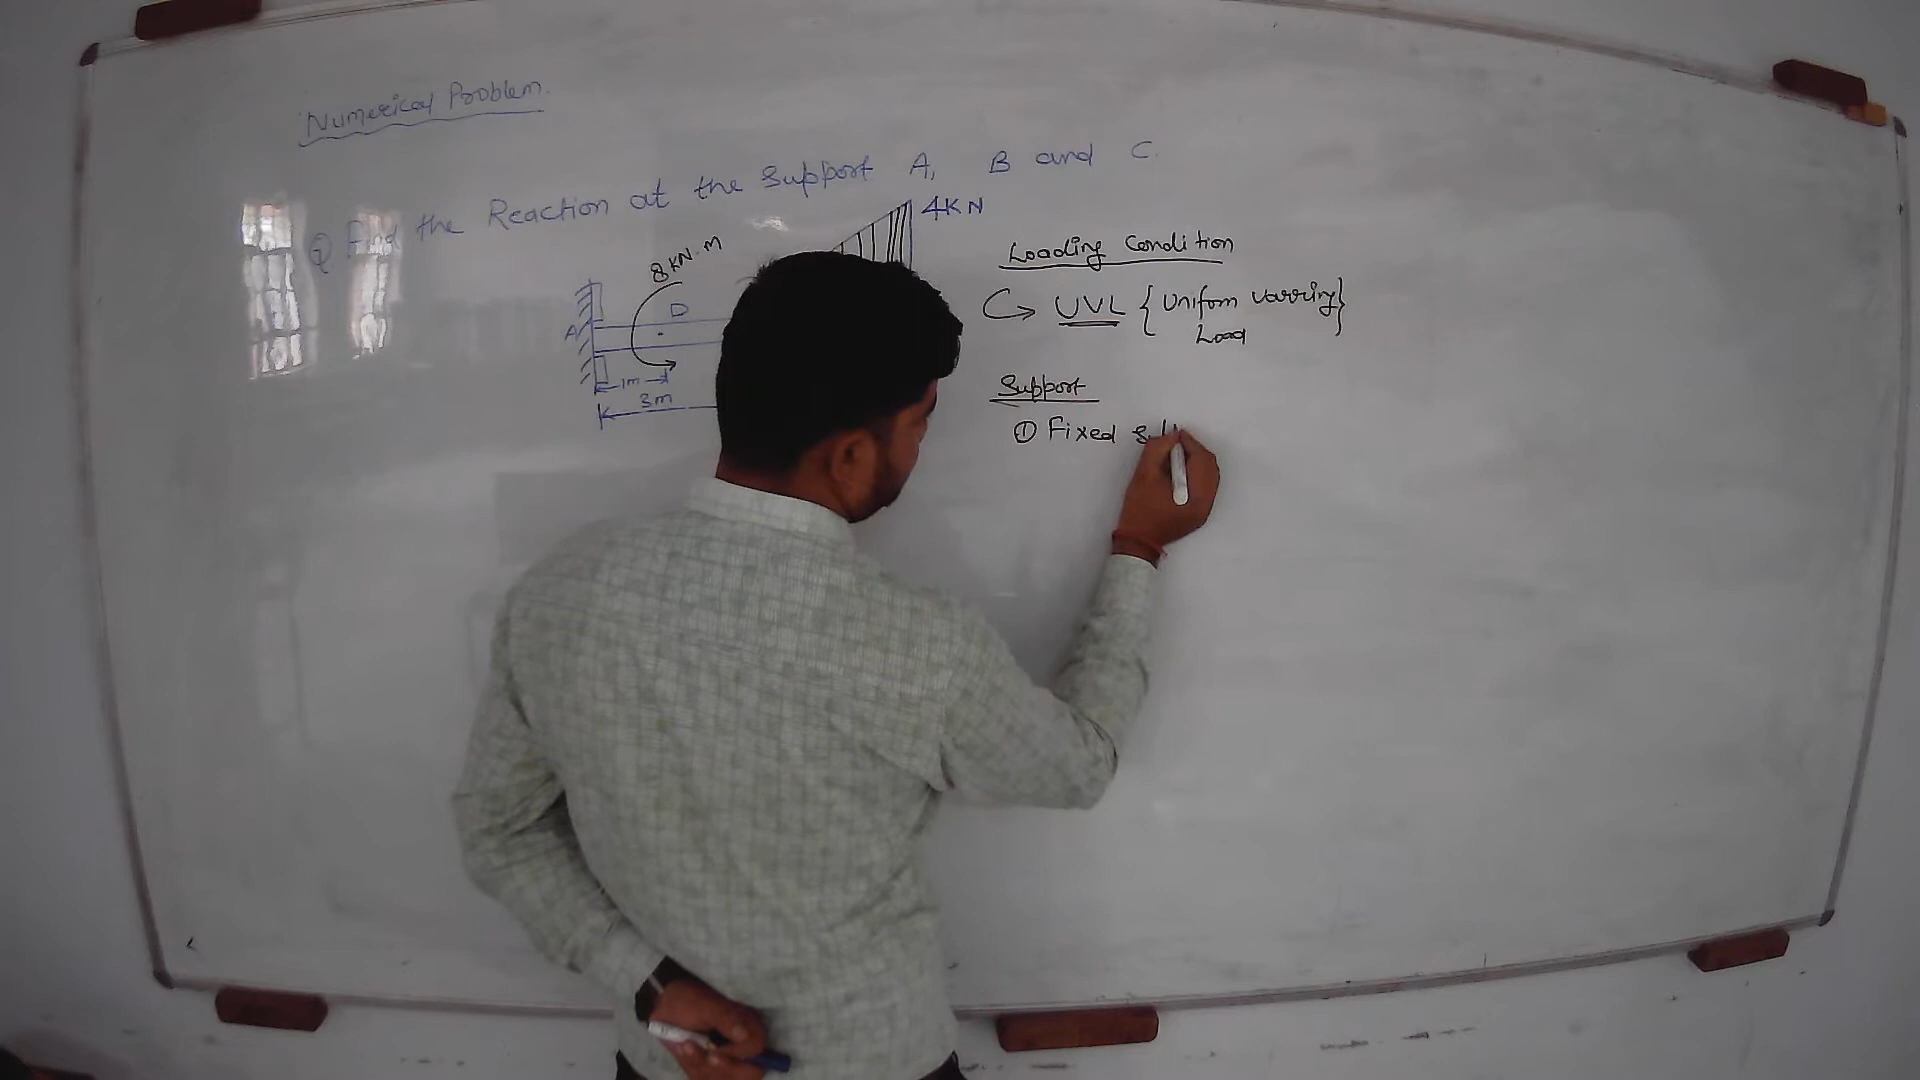 Numerical Problem.
Q Find the Reaction at the Support A, B and C.
4KN
8KN.M
D
A
1m
3m
Loading Condition
UVL {Uniform Varring
Load}
Support
① Fixed